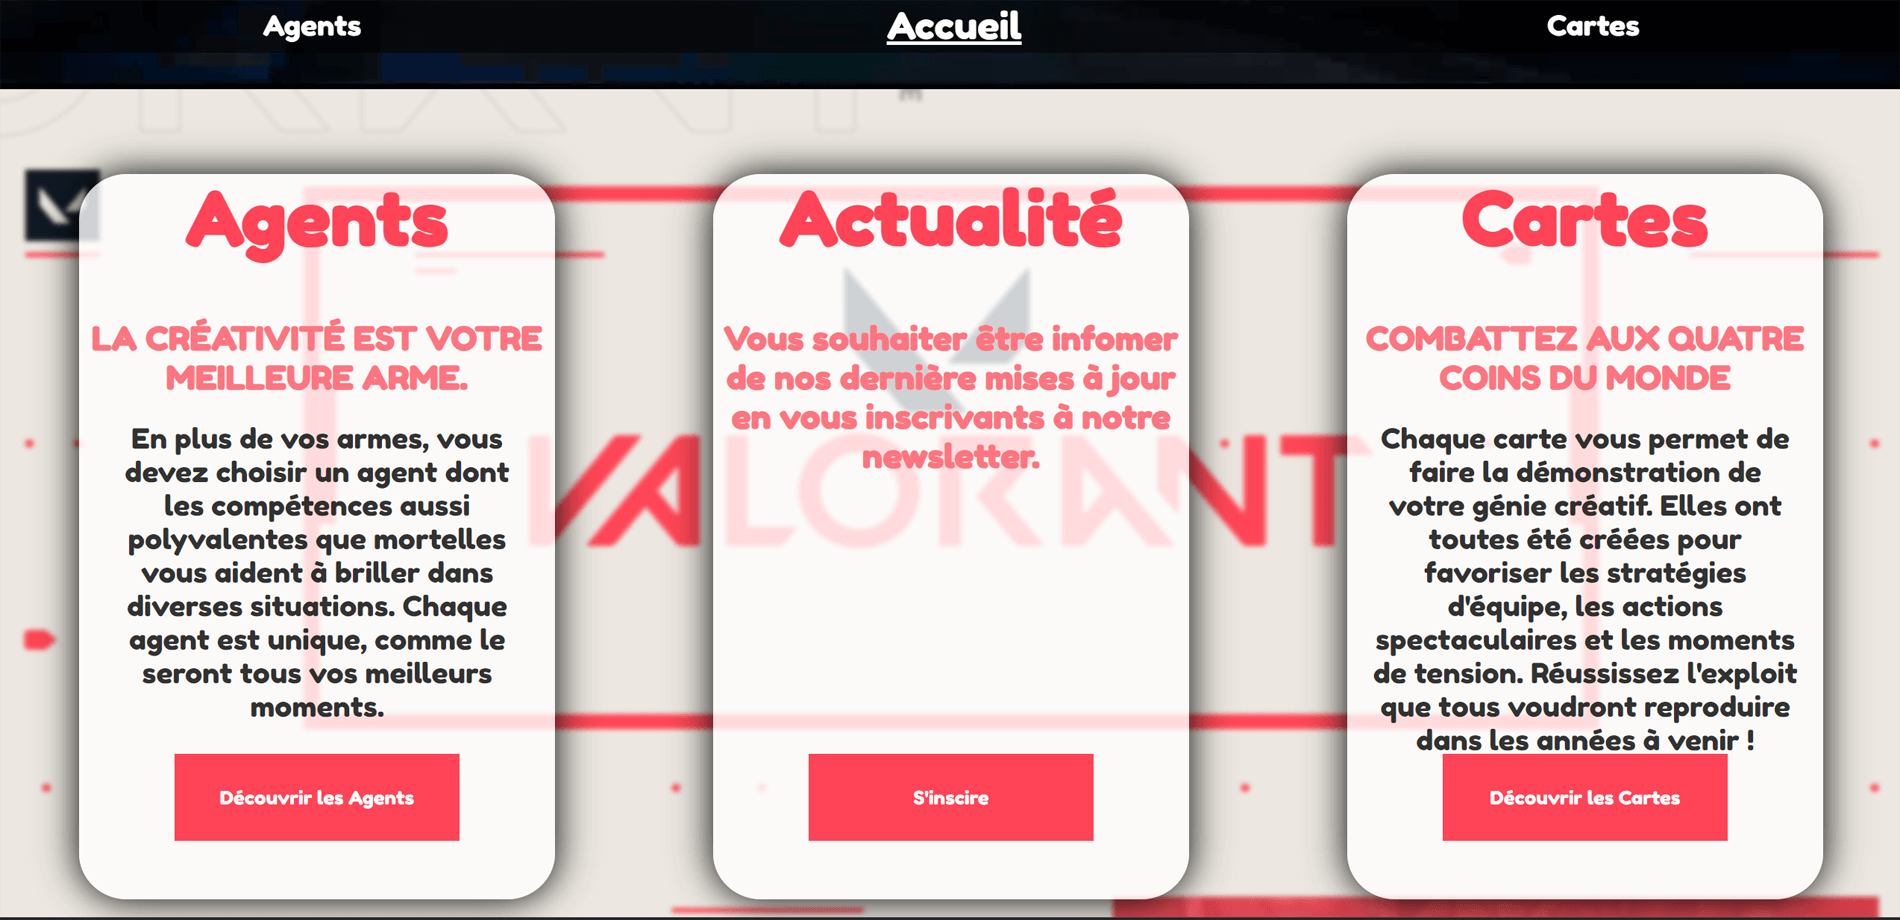 Agents
Accueil
Cartes
Agents
LA CRÉATIVITÉ EST VOTRE
MEILLEURE ARME.
En plus de vos armes, vous
devez choisir un agent dont
les compétences aussi
polyvalentes que mortelles
vous aident à briller dans
diverses situations. Chaque
agent est unique, comme le
seront tous vos meilleurs
moments.
Découvrir les Agents
Actualité
Vous souhaiter être infomer
de nos dernière mises à jour
en vous inscrivants à notre
newsletter.
S'inscire
Cartes
COMBATTEZ AUX QUATRE
COINS DU MONDE
Chaque carte vous permet de
faire la démonstration de
votre génie créatif. Elles ont
toutes été créées pour
favoriser les stratégies
d'équipe, les actions
spectaculaires et les moments
de tension. Réussissez l'exploit
que tous voudront reproduire
dans les années à venir !
Découvrir les Cartes
VALORANT